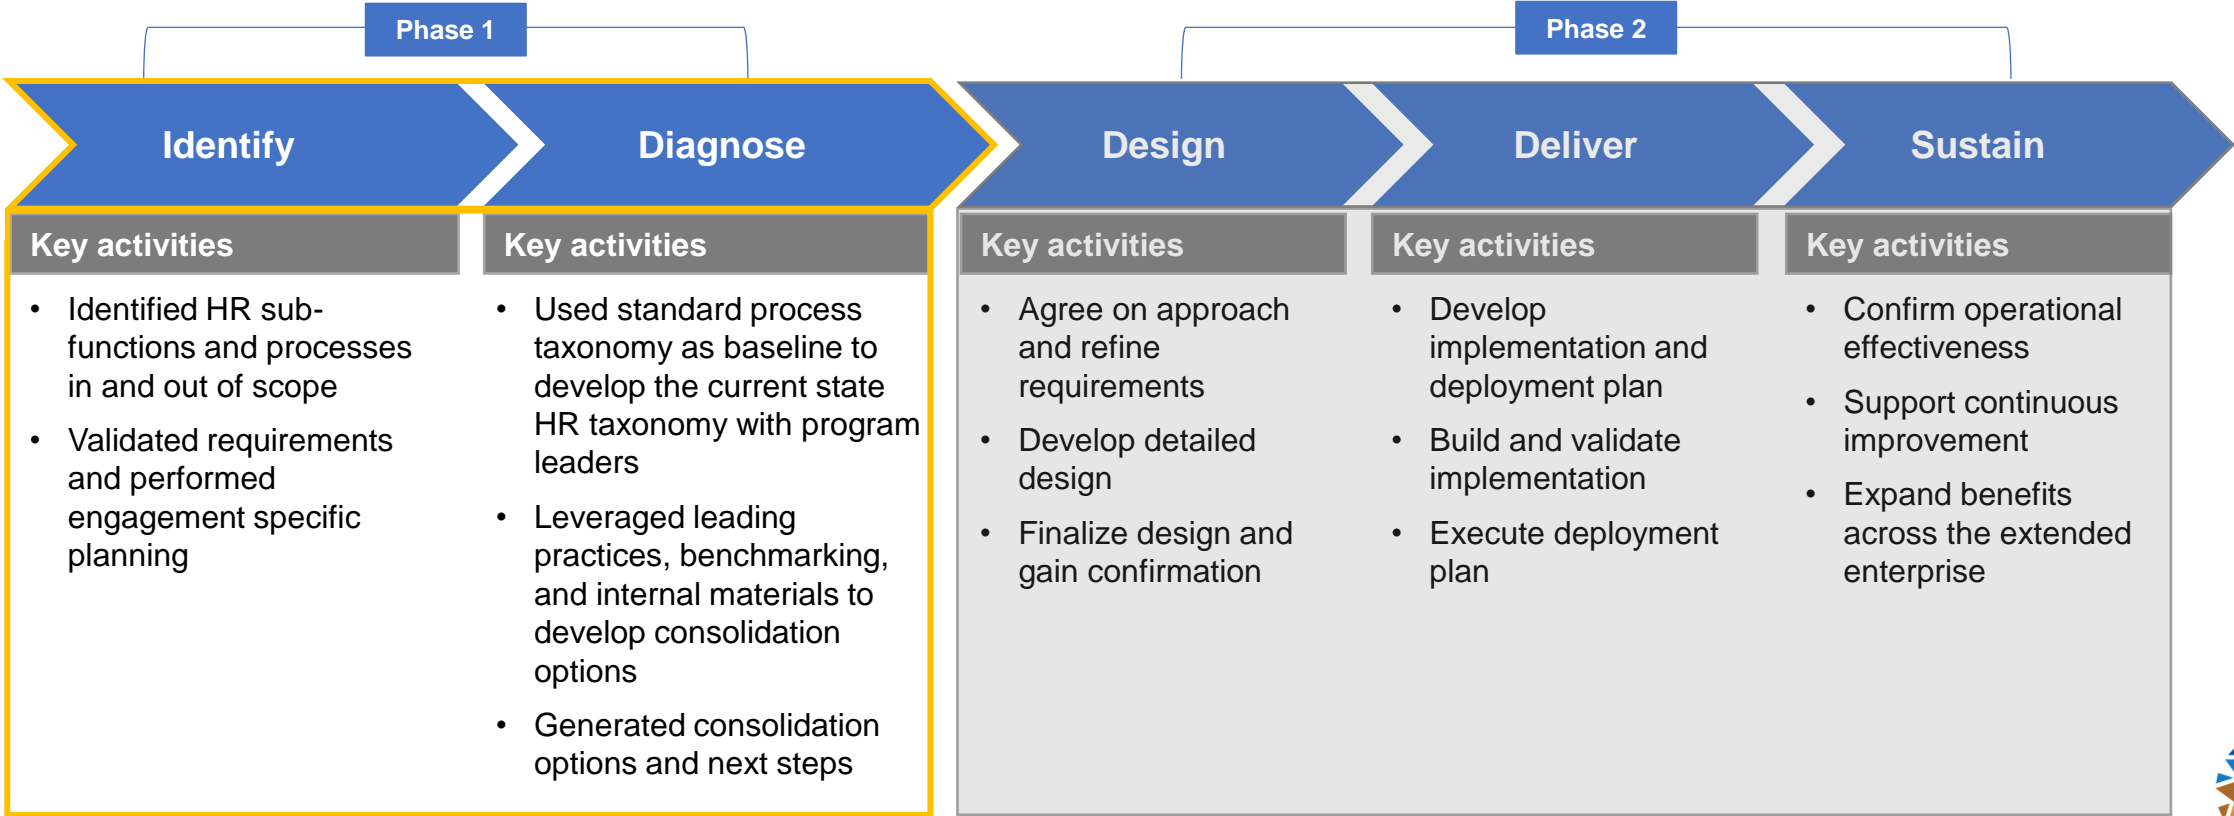 Phase 1
Phase 2
Identify
Diagnose
Design
Deliver
Sustain
Key activities
• Identified HR sub-
functions and processes
in and out of scope
• Validated requirements
and performed
engagement specific
planning
Key activities
• Used standard process
taxonomy as baseline to
develop the current state
HR taxonomy with program
leaders
• Leveraged leading
practices, benchmarking,
and internal materials to
develop consolidation
options
• Generated consolidation
options and next steps
Key activities
• Agree on approach
and refine
requirements
• Develop detailed
design
• Finalize design and
gain confirmation
Key activities
• Develop
implementation and
deployment plan
• Build and validate
implementation
• Execute deployment
plan
Key activities
• Confirm operational
effectiveness
• Support continuous
improvement
• Expand benefits
across the extended
enterprise